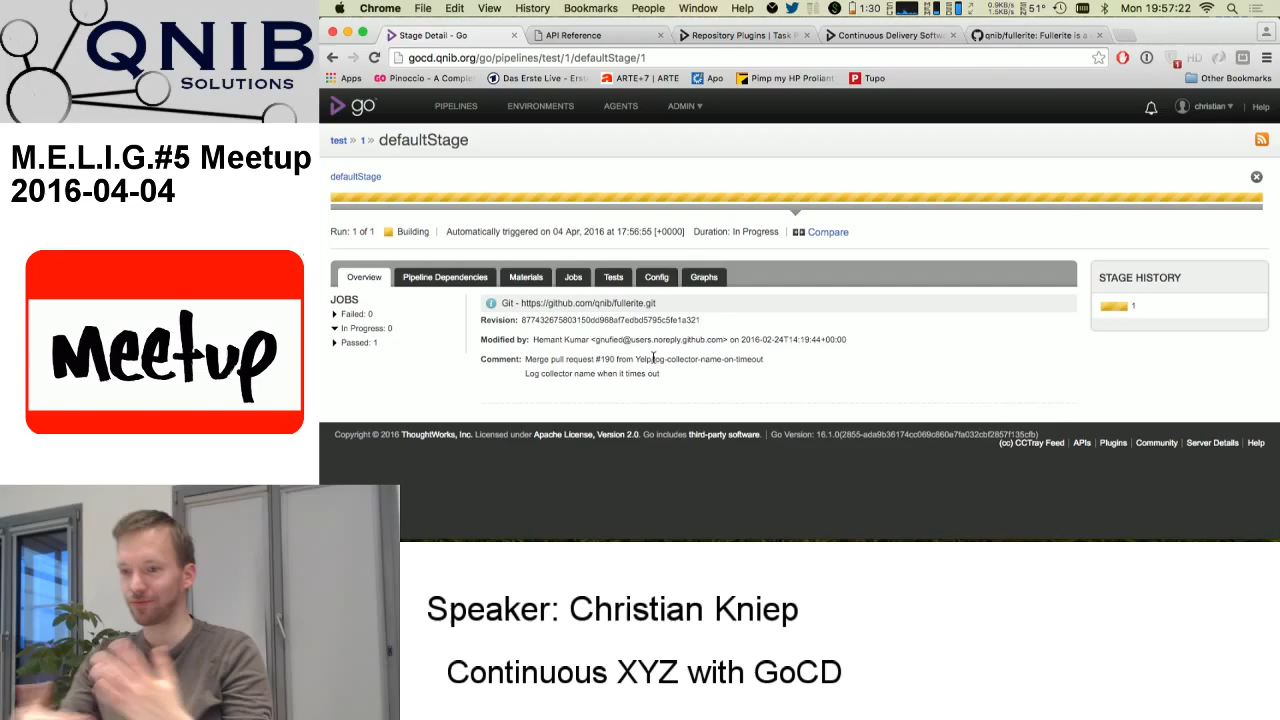 QNIB
SOLUTIONS
M.E.L.I.G.#5 Meetup
2016-04-04
meetup
Chrome File Edit View History Bookmarks People Window Help
1:30
0.9KB/s
1.5KB/s
51°
Mon 19:57:22
Stage Detail - Go
API Reference
Repository Plugins | Task P
Continuous Delivery Softw
qnib/fullerite: Fullerite is a
gocd.qnib.org/go/pipelines/test/1/defaultStage/1
HD
Apps
Pinoccio - A Comple
Das Erste Live - Erst
ARTE+7 | ARTE
Apo
Pimp my HP Proliant
Tupo
Other Bookmarks
go PIPELINES ENVIRONMENTS AGENTS ADMIN
christian | Help
test » 1 » defaultStage
defaultStage
Run: 1 of 1 Building Automatically triggered on 04 Apr, 2016 at 17:56:55 [+0000] Duration: In Progress Compare
Overview Pipeline Dependencies Materials Jobs Tests Config Graphs
STAGE HISTORY
1
JOBS
Failed: 0
In Progress: 0
Passed: 1
Git - https://github.com/qnib/fullerite.git
Revision: 877432675803150dd968af7edbd5795c5fe1a321
Modified by: Hemant Kumar <gnufied@users.noreply.github.com> on 2016-02-24T14:19:44+00:00
Comment: Merge pull request #190 from Yelp/log-collector-name-on-timeout
Log collector name when it times out
Copyright © 2016 ThoughtWorks, Inc. Licensed under Apache License, Version 2.0. Go includes third-party software. | Go Version: 16.1.0
(cc) CCTray Feed | APIs | Plugins | Community | Server Details | Help
Speaker: Christian Kniep
Continuous XYZ with GoCD